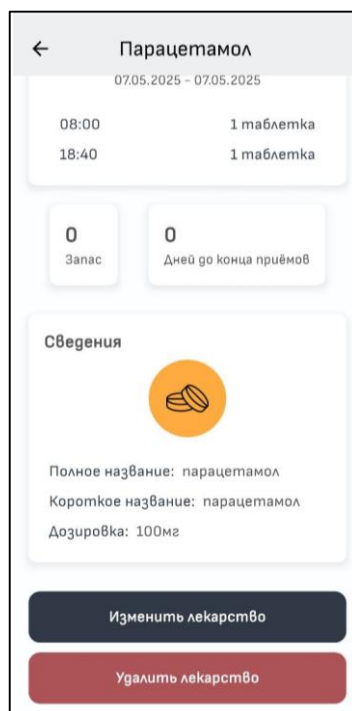 Парацетамол
07.05.2025 - 07.05.2025
08:00 1 таблетка
18:40 1 таблетка
0 0
Запас Дней до конца приёмов
Сведения
Полное название: парацетамол
Короткое название: парацетамол
Дозировка: 100мг
Изменить лекарство
Удалить лекарство